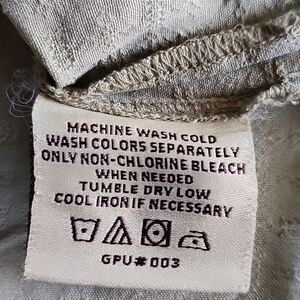 MACHINE WASH COLD
WASH COLORS SEPARATELY
ONLY NON-CHLORINE BLEACH
WHEN NEEDED
TUMBLE DRY LOW
COOL IRON IF NECESSARY
GPU# 003